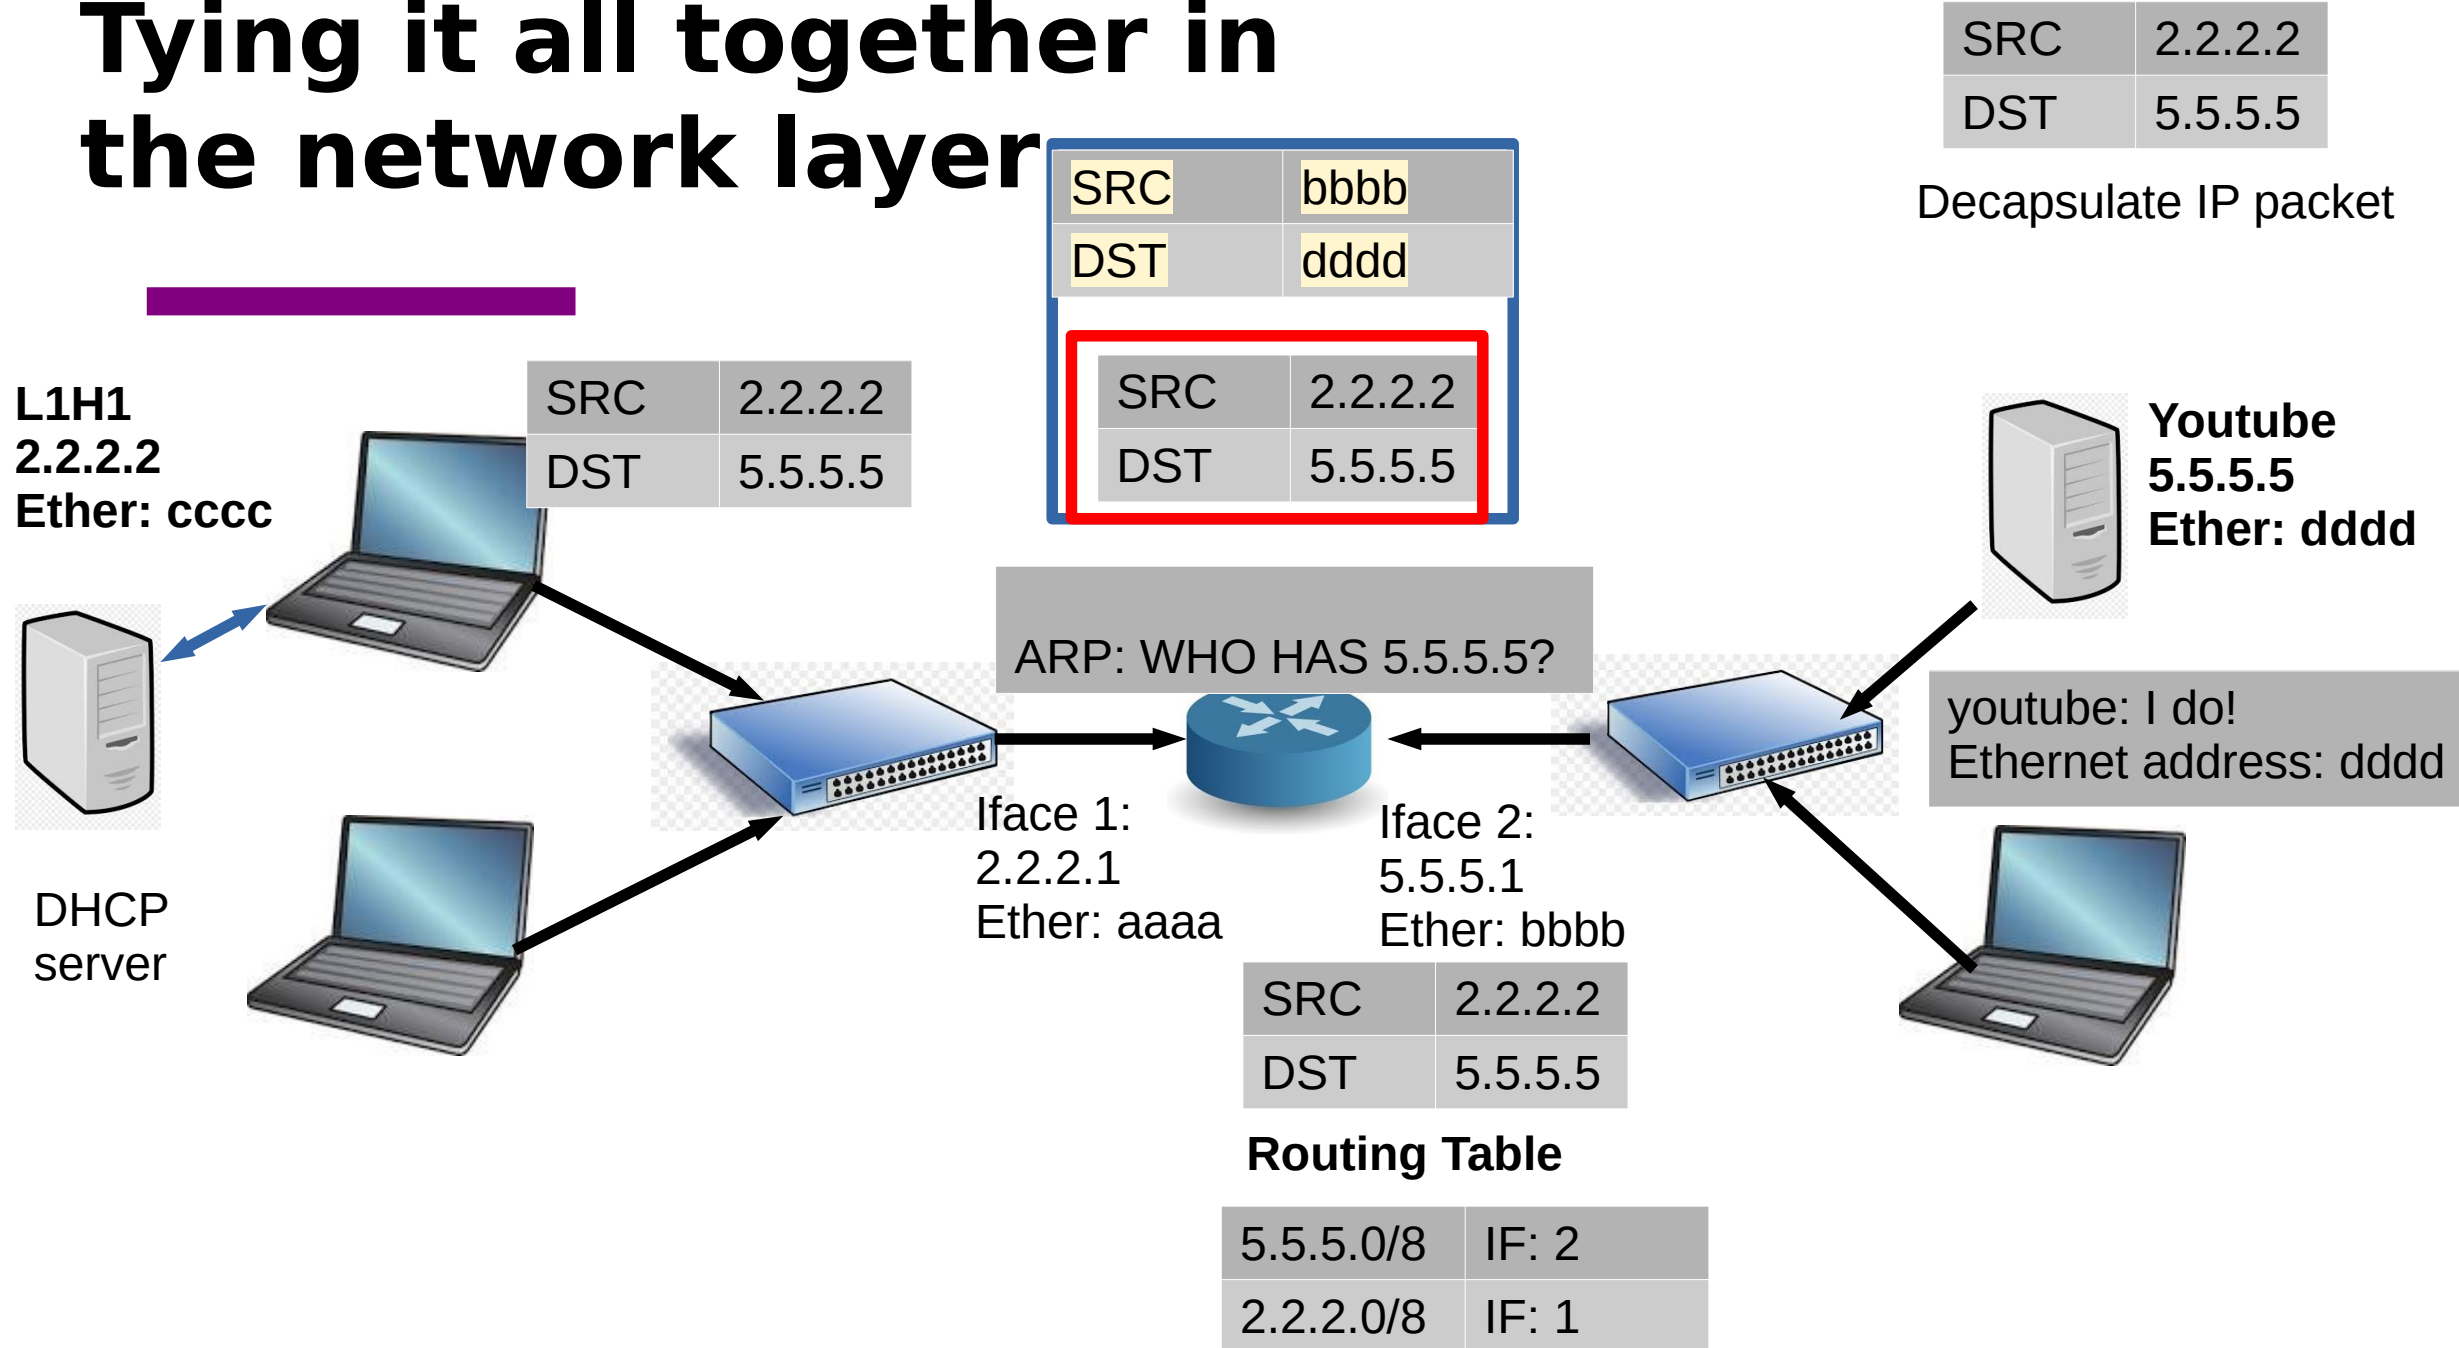 Tying it all together in
the network layer
SRC 2.2.2.2
DST 5.5.5.5
Decapsulate IP packet
SRC bbbb
DST dddd
SRC 2.2.2.2
DST 5.5.5.5
L1H1
2.2.2.2
Ether: cccc
SRC 2.2.2.2
DST 5.5.5.5
Youtube
5.5.5.5
Ether: dddd
ARP: WHO HAS 5.5.5.5?
youtube: I do!
Ethernet address: dddd
DHCP
server
Iface 1:
2.2.2.1
Ether: aaaa
Iface 2:
5.5.5.1
Ether: bbbb
SRC 2.2.2.2
DST 5.5.5.5
Routing Table
5.5.5.0/8 IF: 2
2.2.2.0/8 IF: 1